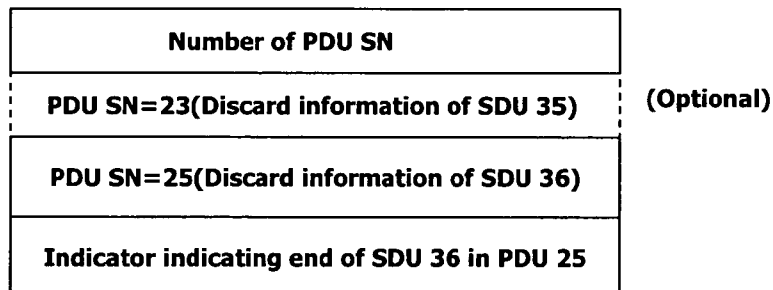 Number of PDU SN
PDU SN=23(Discard information of SDU 35)
(Optional)
PDU SN=25(Discard information of SDU 36)
Indicator indicating end of SDU 36 in PDU 25